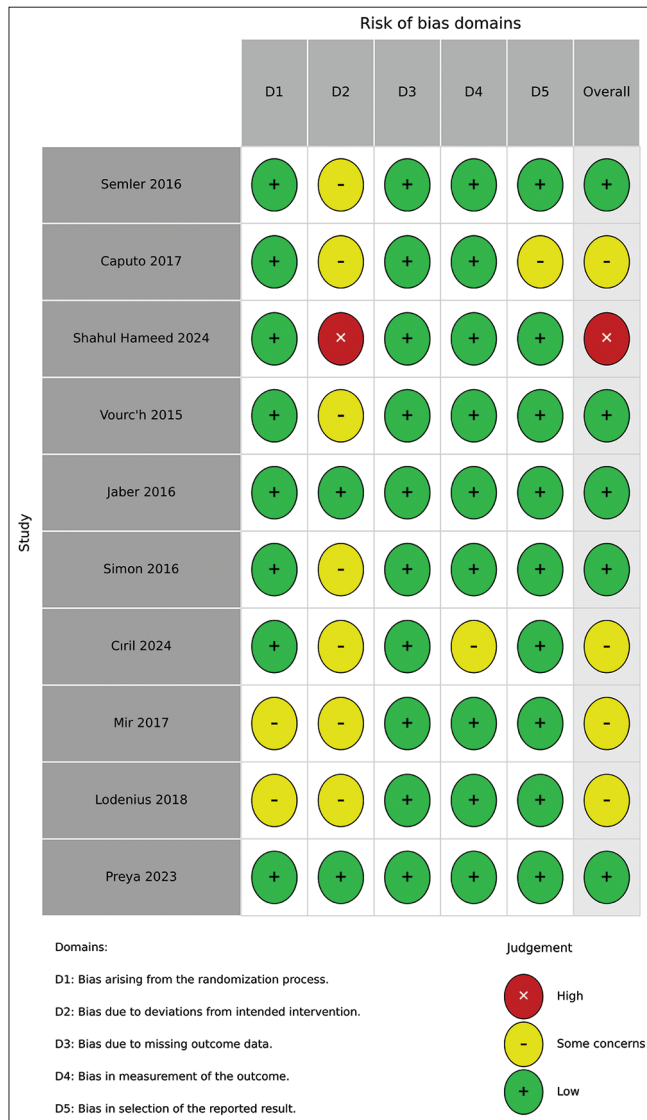 Risk of bias domains
D1 D2 D3 D4 D5 Overall
Study
Semler 2016 + - + + + +
Caputo 2017 + - + + - -
Shahul Hameed 2024 + × + + + ×
Vourc'h 2015 + - + + + +
Jaber 2016 + + + + + +
Simon 2016 + - + + + +
Cırıl 2024 + - + - + -
Mir 2017 - - + + + -
Lodenius 2018 - - + + + -
Preya 2023 + + + + + +
Domains:
D1: Bias arising from the randomization process.
D2: Bias due to deviations from intended intervention.
D3: Bias due to missing outcome data.
D4: Bias in measurement of the outcome.
D5: Bias in selection of the reported result.
Judgement
× High
- Some concerns
+ Low